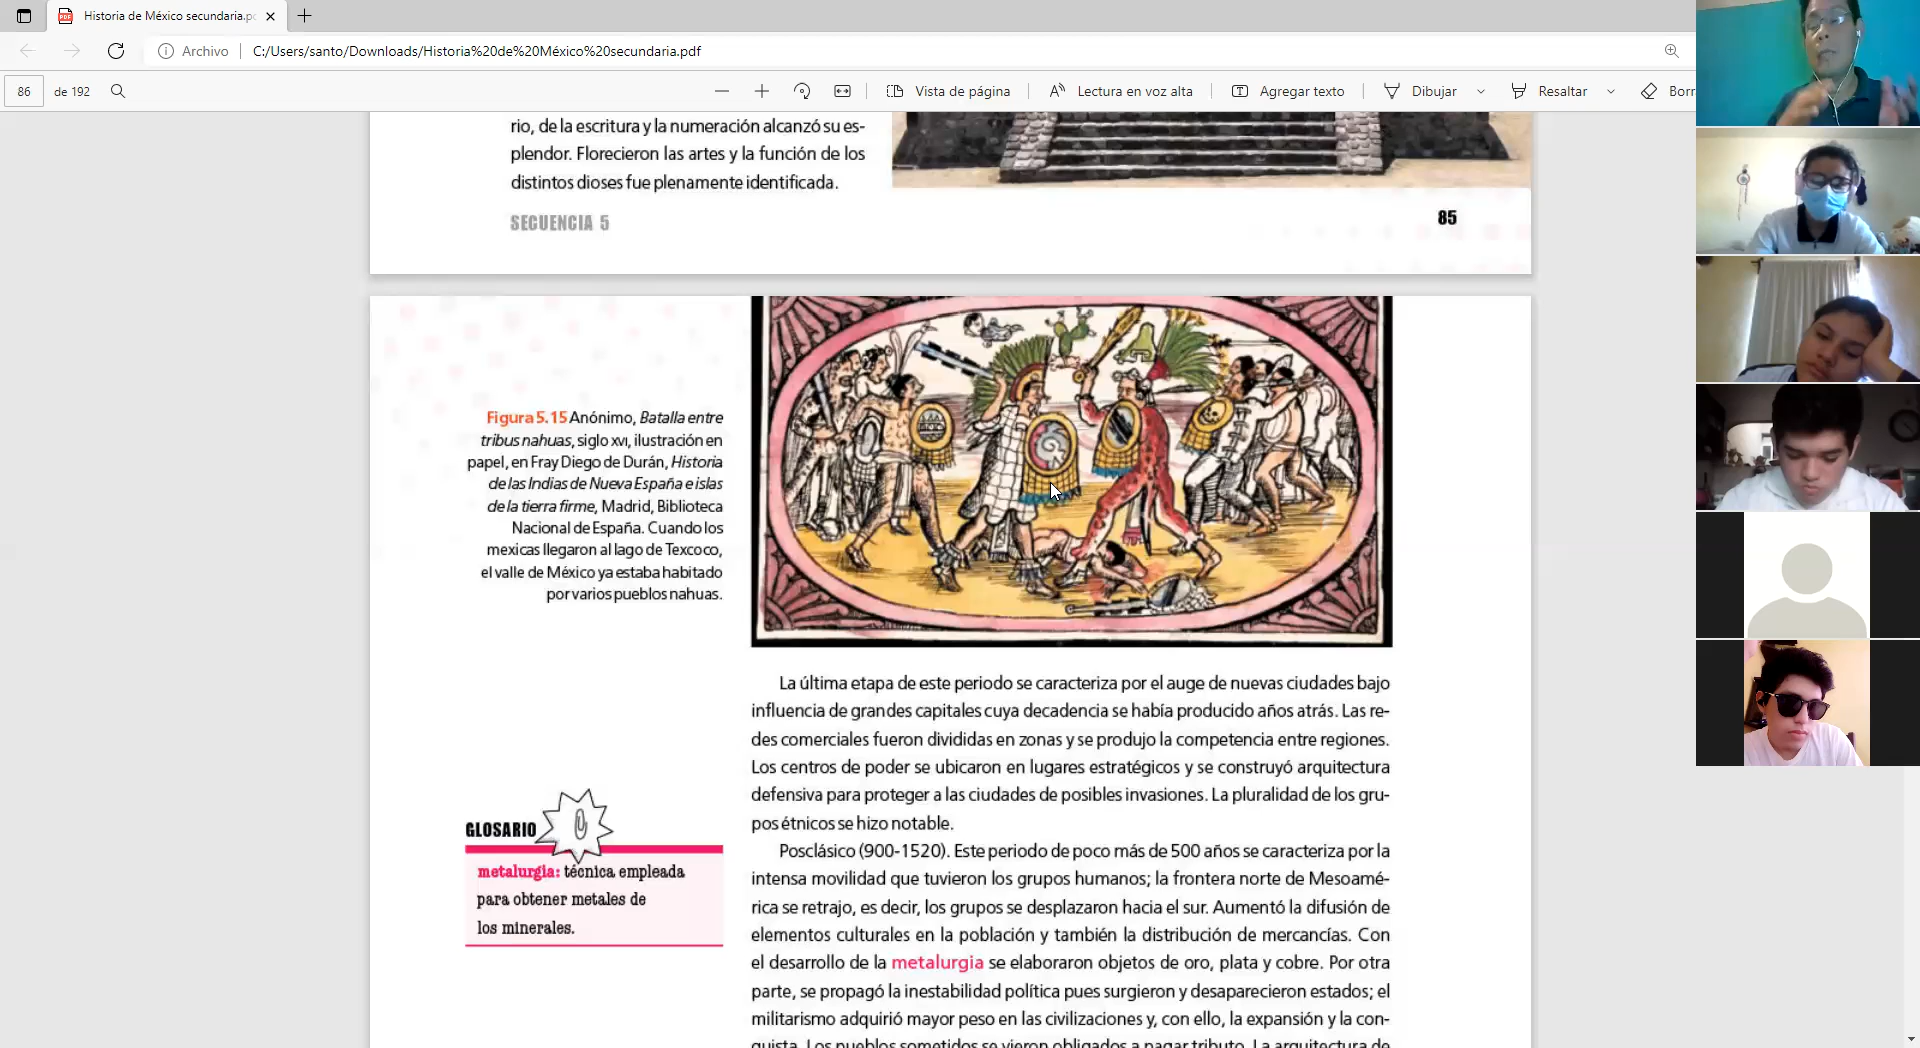 Historia de México secundaria.pd
Archivo
C:/Users/santo/Downloads/Historia%20de%20México%20secundaria.pdf
86
de 192
Vista de página
Lectura en voz alta
Agregar texto
Dibujar
Resaltar
Borr
rio, de la escritura y la numeración alcanzó su es-
plendor. Florecieron las artes y la función de los
distintos dioses fue plenamente identificada.
SECUENCIA 5
85
Figura 5.15 Anónimo, Batalla entre
tribus nahuas, siglo XVI, ilustración en
papel, en Fray Diego de Durán, Historia
de las Indias de Nueva España e islas
de la tierra firme, Madrid, Biblioteca
Nacional de España. Cuando los
mexicas llegaron al lago de Texcoco,
el valle de México ya estaba habitado
por varios pueblos nahuas.
La última etapa de este periodo se caracteriza por el auge de nuevas ciudades bajo
influencia de grandes capitales cuya decadencia se había producido años atrás. Las re-
des comerciales fueron divididas en zonas y se produjo la competencia entre regiones.
Los centros de poder se ubicaron en lugares estratégicos y se construyó arquitectura
defensiva para proteger a las ciudades de posibles invasiones. La pluralidad de los gru-
pos étnicos se hizo notable.
GLOSARIO
metalurgia: técnica empleada
para obtener metales de
los minerales.
Posclásico (900-1520). Este periodo de poco más de 500 años se caracteriza por la
intensa movilidad que tuvieron los grupos humanos; la frontera norte de Mesoamé-
rica se retrajo, es decir, los grupos se desplazaron hacia el sur. Aumentó la difusión de
elementos culturales en la población y también la distribución de mercancías. Con
el desarrollo de la metalurgia se elaboraron objetos de oro, plata y cobre. Por otra
parte, se propagó la inestabilidad política pues surgieron y desaparecieron estados; el
militarismo adquirió mayor peso en las civilizaciones y, con ello, la expansión y la con-
quista. Los pueblos sometidos se vieron obligados a pagar tributo. La arquitectura de